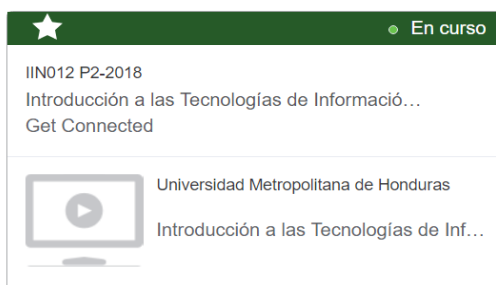 En curso
IIN012 P2-2018
Introducción a las Tecnologías de Informació…
Get Connected
Universidad Metropolitana de Honduras
Introducción a las Tecnologías de Inf…